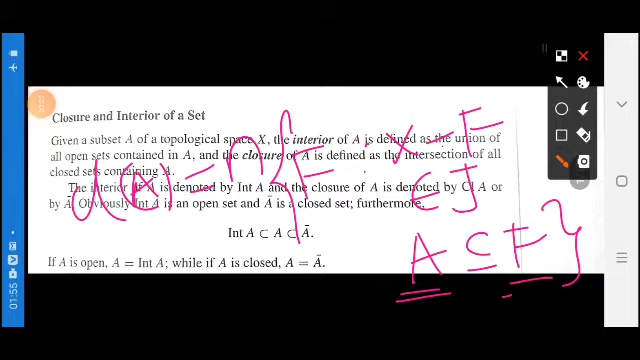 01:55
Closure and Interior of a Set
Given a subset A of a topological space X, the interior of A is defined as the union
of all open sets contained in A, and the closure of A is defined as the intersection of all
closed sets containing A.
The interior of A is denoted by Int A and the closure of A is denoted by Cl A or
by Ā. Obviously Int A is an open set and Ā is a closed set; furthermore,
Int A ⊂ A ⊂ Ā.
If A is open, A = Int A; while if A is closed, A = Ā.
cl(A) = ∩ { F : X – F
∈ J
A ⊆ F }